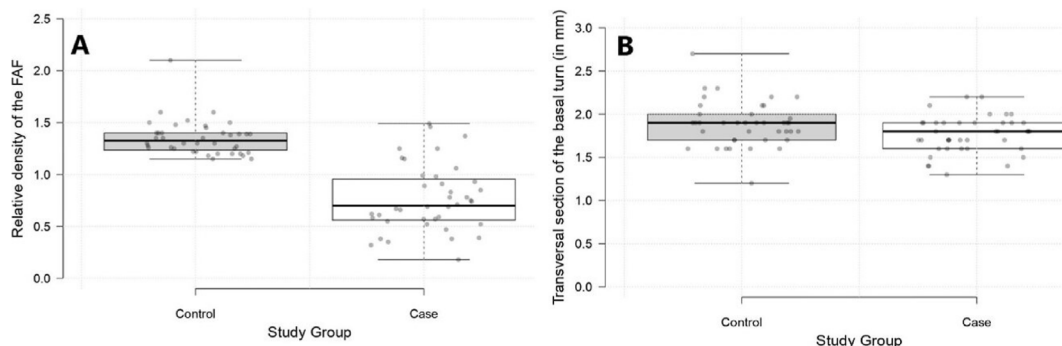 A
Relative density of the FAF
2.5
2.0
1.5
1.0
0.5
0.0
Control
Case
Study Group
B
Transversal section of the basal turn (in mm)
3.0
2.5
2.0
1.5
1.0
0.5
0.0
Control
Case
Study Group